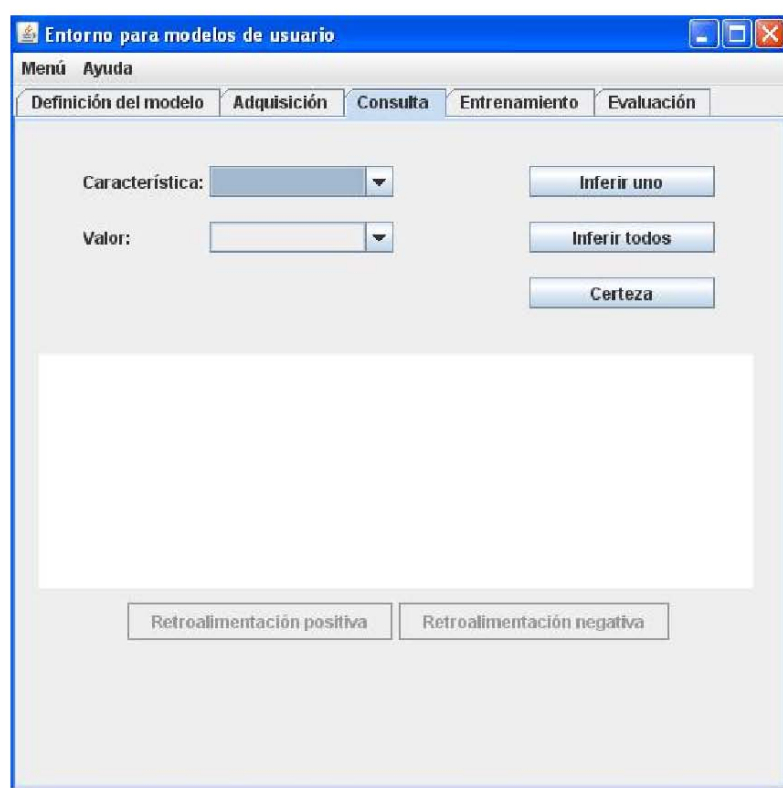 Entorno para modelos de usuario
Menú Ayuda
Definición del modelo Adquisición Consulta Entrenamiento Evaluación
Característica: Inferir uno
Valor: Inferir todos
Certeza
Retroalimentación positiva Retroalimentación negativa